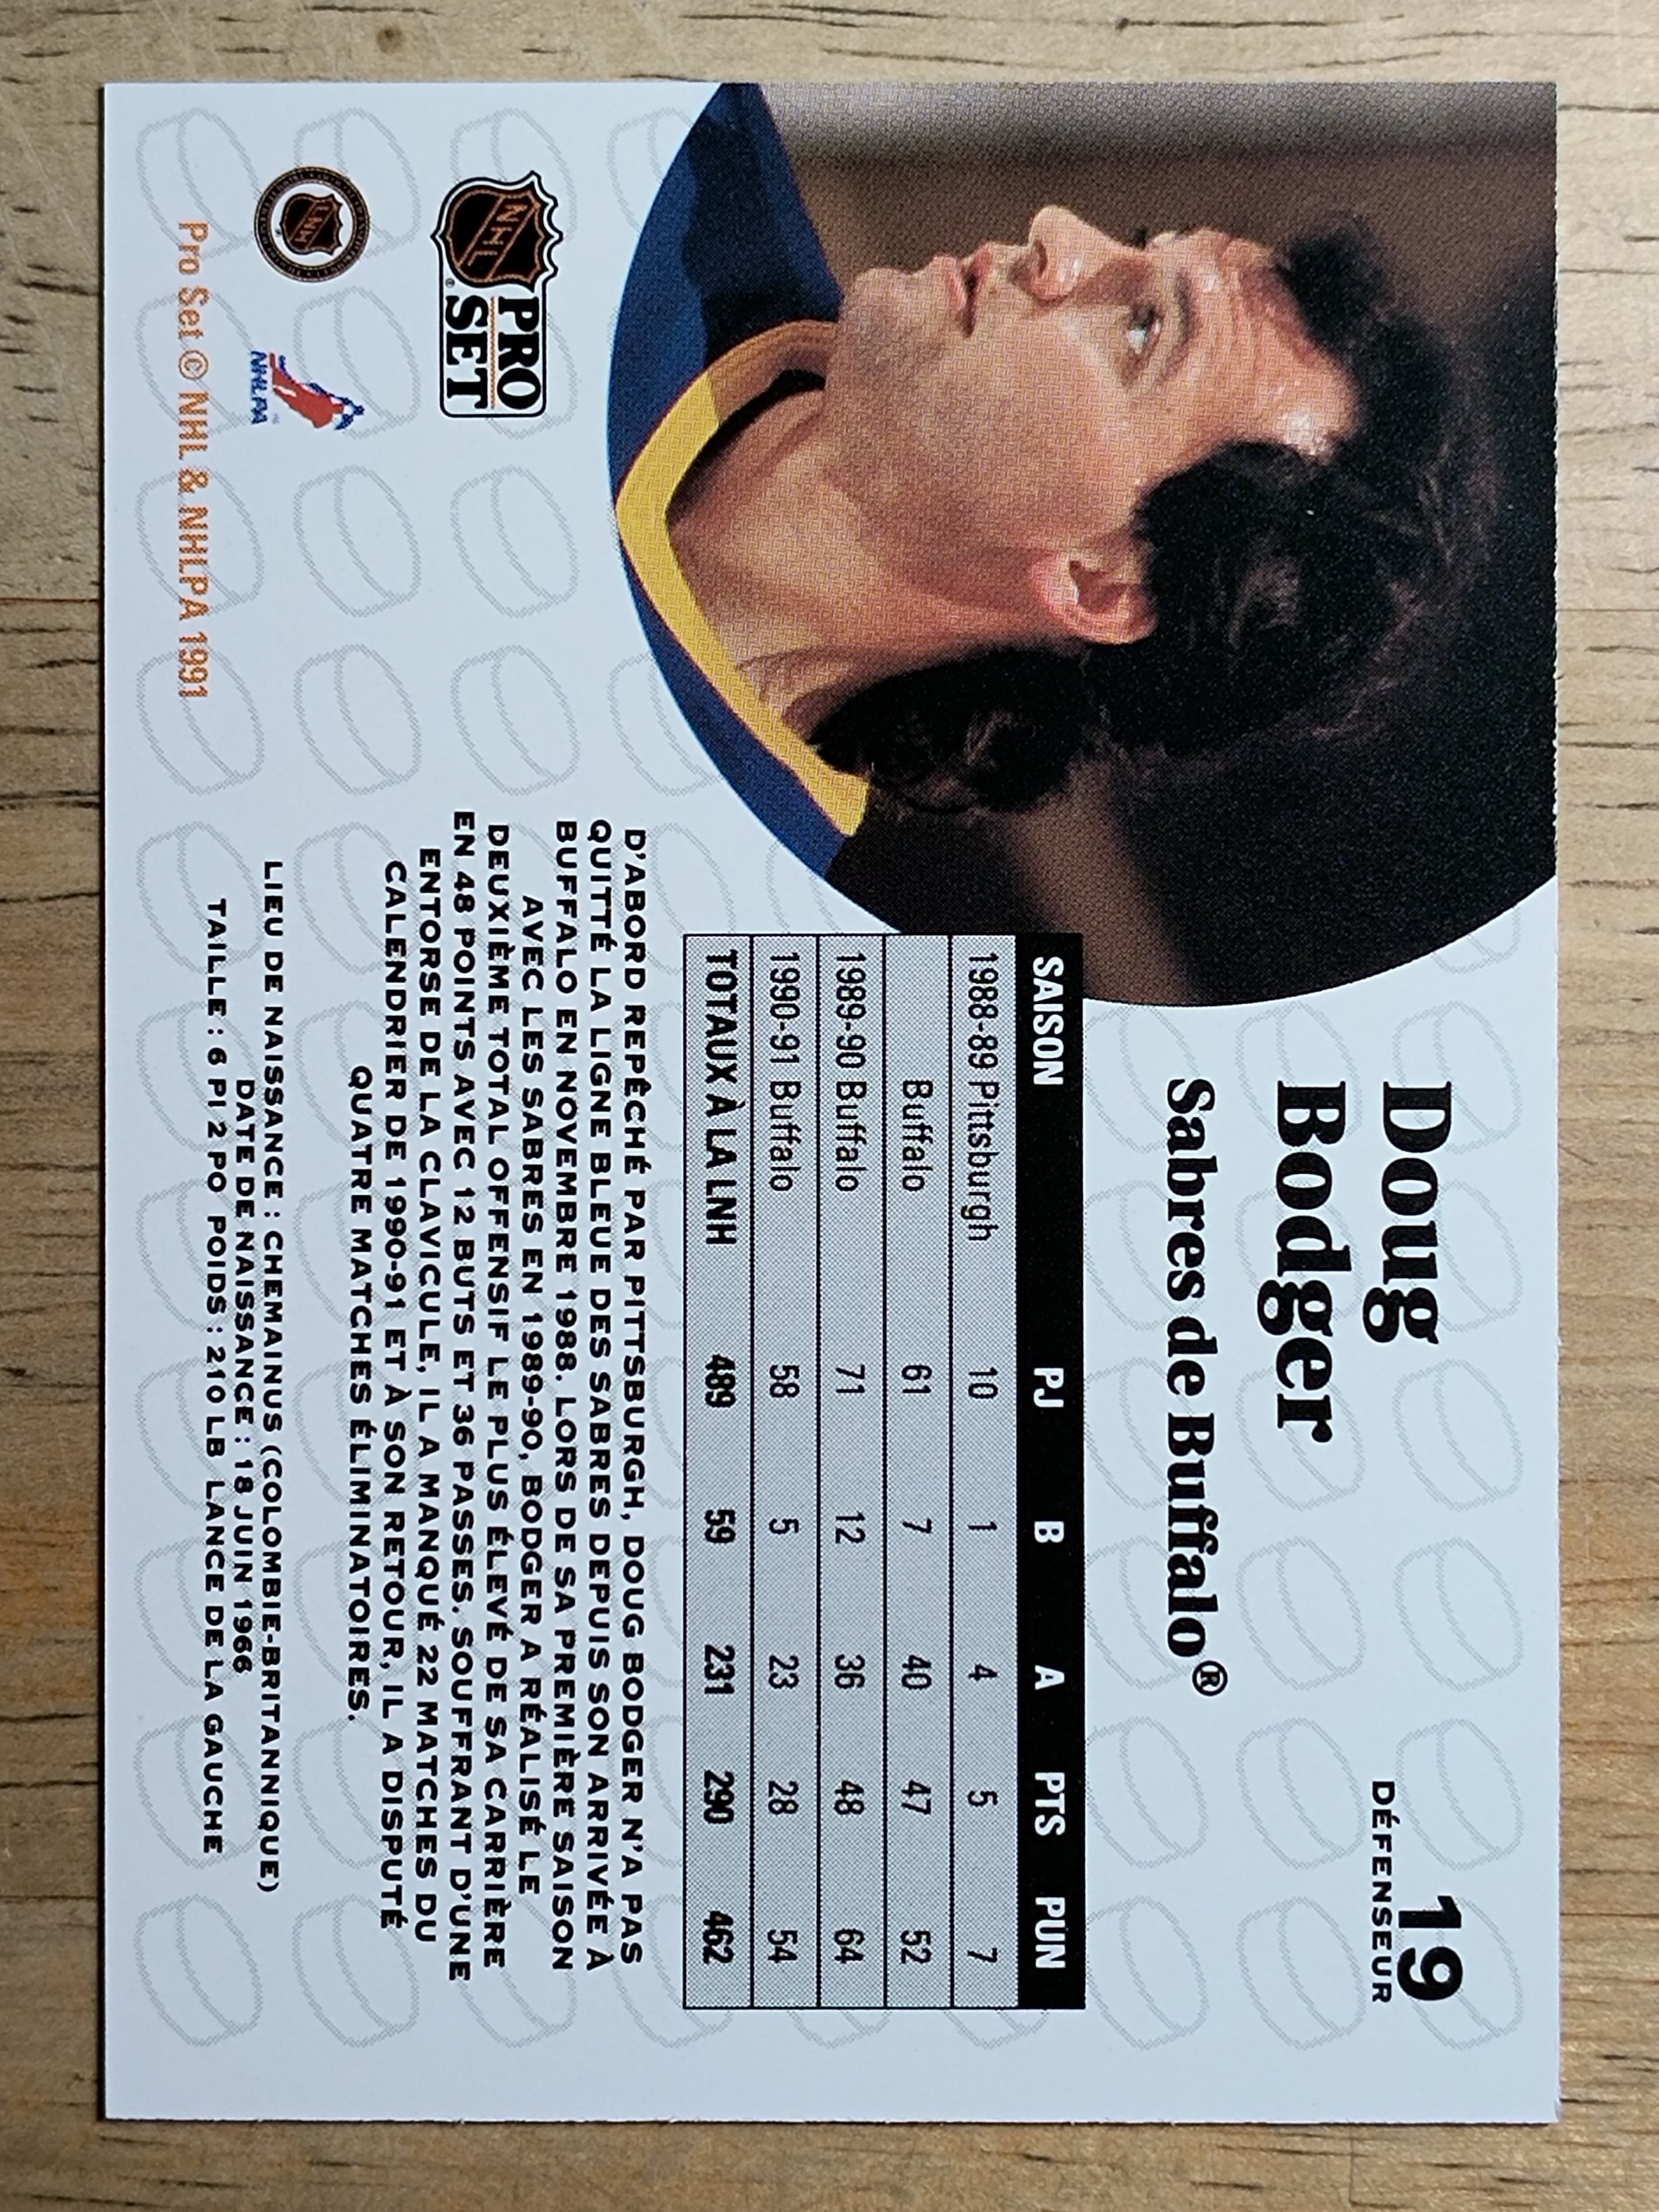 19
DÉFENSEUR
Doug
Bodger
Sabres de Buffalo®
SAISON PJ B A PTS PUN
1988-89 Pittsburgh 10 1 4 5 7
Buffalo 61 7 40 47 52
1989-90 Buffalo 71 12 36 48 64
1990-91 Buffalo 58 5 23 28 54
TOTAUX À LA LNH 489 59 231 290 462
D'ABORD REPÊCHÉ PAR PITTSBURGH, DOUG BODGER N'A PAS
QUITTÉ LA LIGNE BLEUE DES SABRES DEPUIS SON ARRIVÉE À
BUFFALO EN NOVEMBRE 1988. LORS DE SA PREMIÈRE SAISON
AVEC LES SABRES EN 1989-90, BODGER A RÉALISÉ LE
DEUXIÈME TOTAL OFFENSIF LE PLUS ÉLEVÉ DE SA CARRIÈRE
EN 48 POINTS AVEC 12 BUTS ET 36 PASSES. SOUFFRANT D'UNE
ENTORSE DE LA CLAVICULE, IL A MANQUÉ 22 MATCHES DU
CALENDRIER DE 1990-91 ET À SON RETOUR, IL A DISPUTÉ
QUATRE MATCHES ÉLIMINATOIRES.
LIEU DE NAISSANCE : CHEMAINUS (COLOMBIE-BRITANNIQUE)
DATE DE NAISSANCE : 18 JUIN 1966
TAILLE : 6 PI 2 PO POIDS : 210 LB LANCE DE LA GAUCHE
NHL
PRO
SET®
LNH
NHLPA
Pro Set © NHL & NHLPA 1991